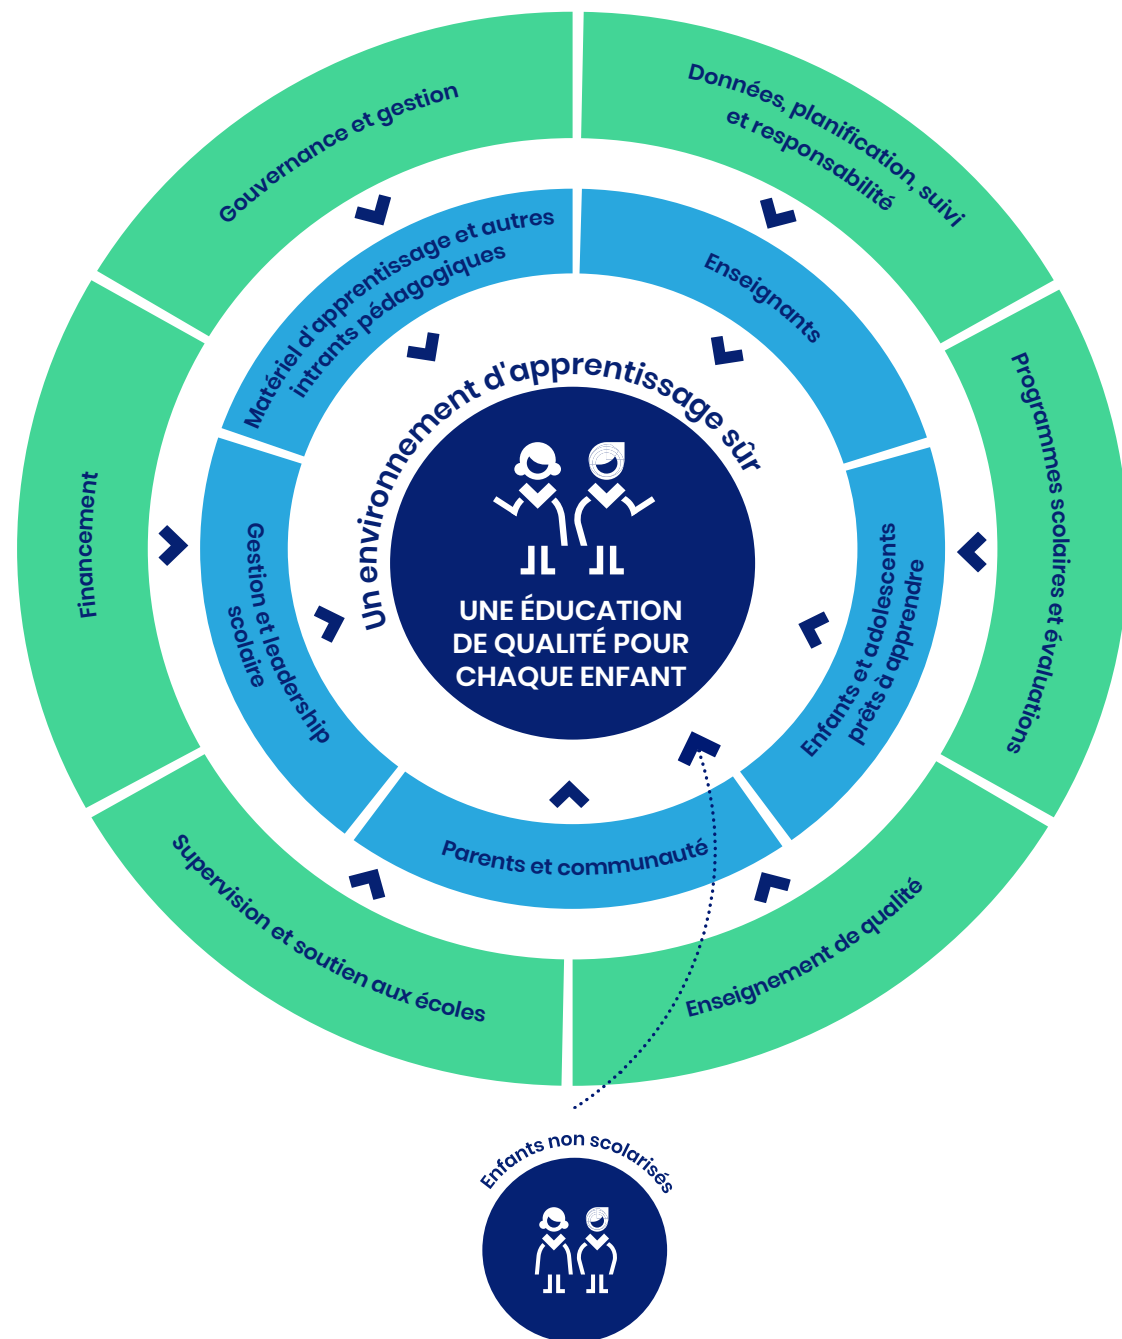 Gouvernance et gestion
Données, planification, suivi
et responsabilité
Programmes scolaires et évaluations
Enseignement de qualité
Supervision et soutien aux écoles
Financement
Matériel d'apprentissage et autres
intrants pédagogiques
Enseignants
Enfants et adolescents
prêts à apprendre
Parents et communauté
Gestion et leadership
scolaire
Un environnement d'apprentissage sûr
UNE ÉDUCATION
DE QUALITÉ POUR
CHAQUE ENFANT
Enfants non scolarisés